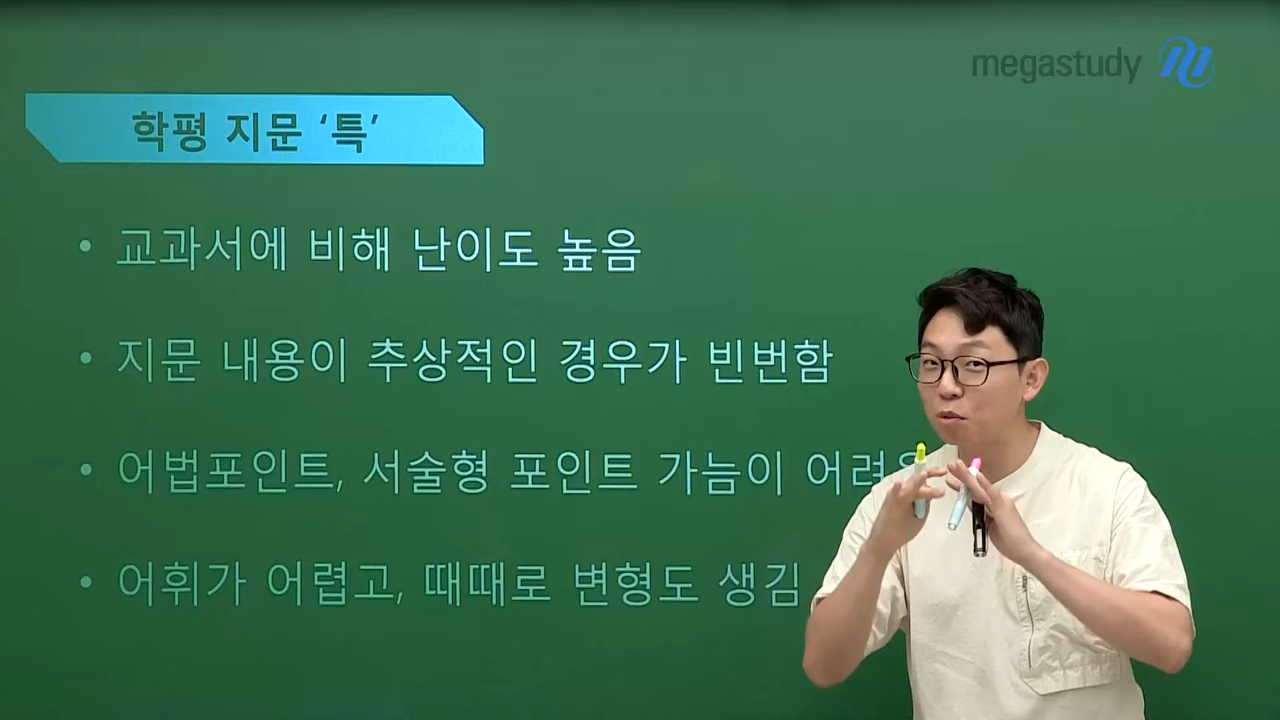 megastudy
학평 지문 ‘특’
• 교과서에 비해 난이도 높음
• 지문 내용이 추상적인 경우가 빈번함
• 어법포인트, 서술형 포인트 가늠이
• 어휘가 어렵고, 때때로 변형도 생김